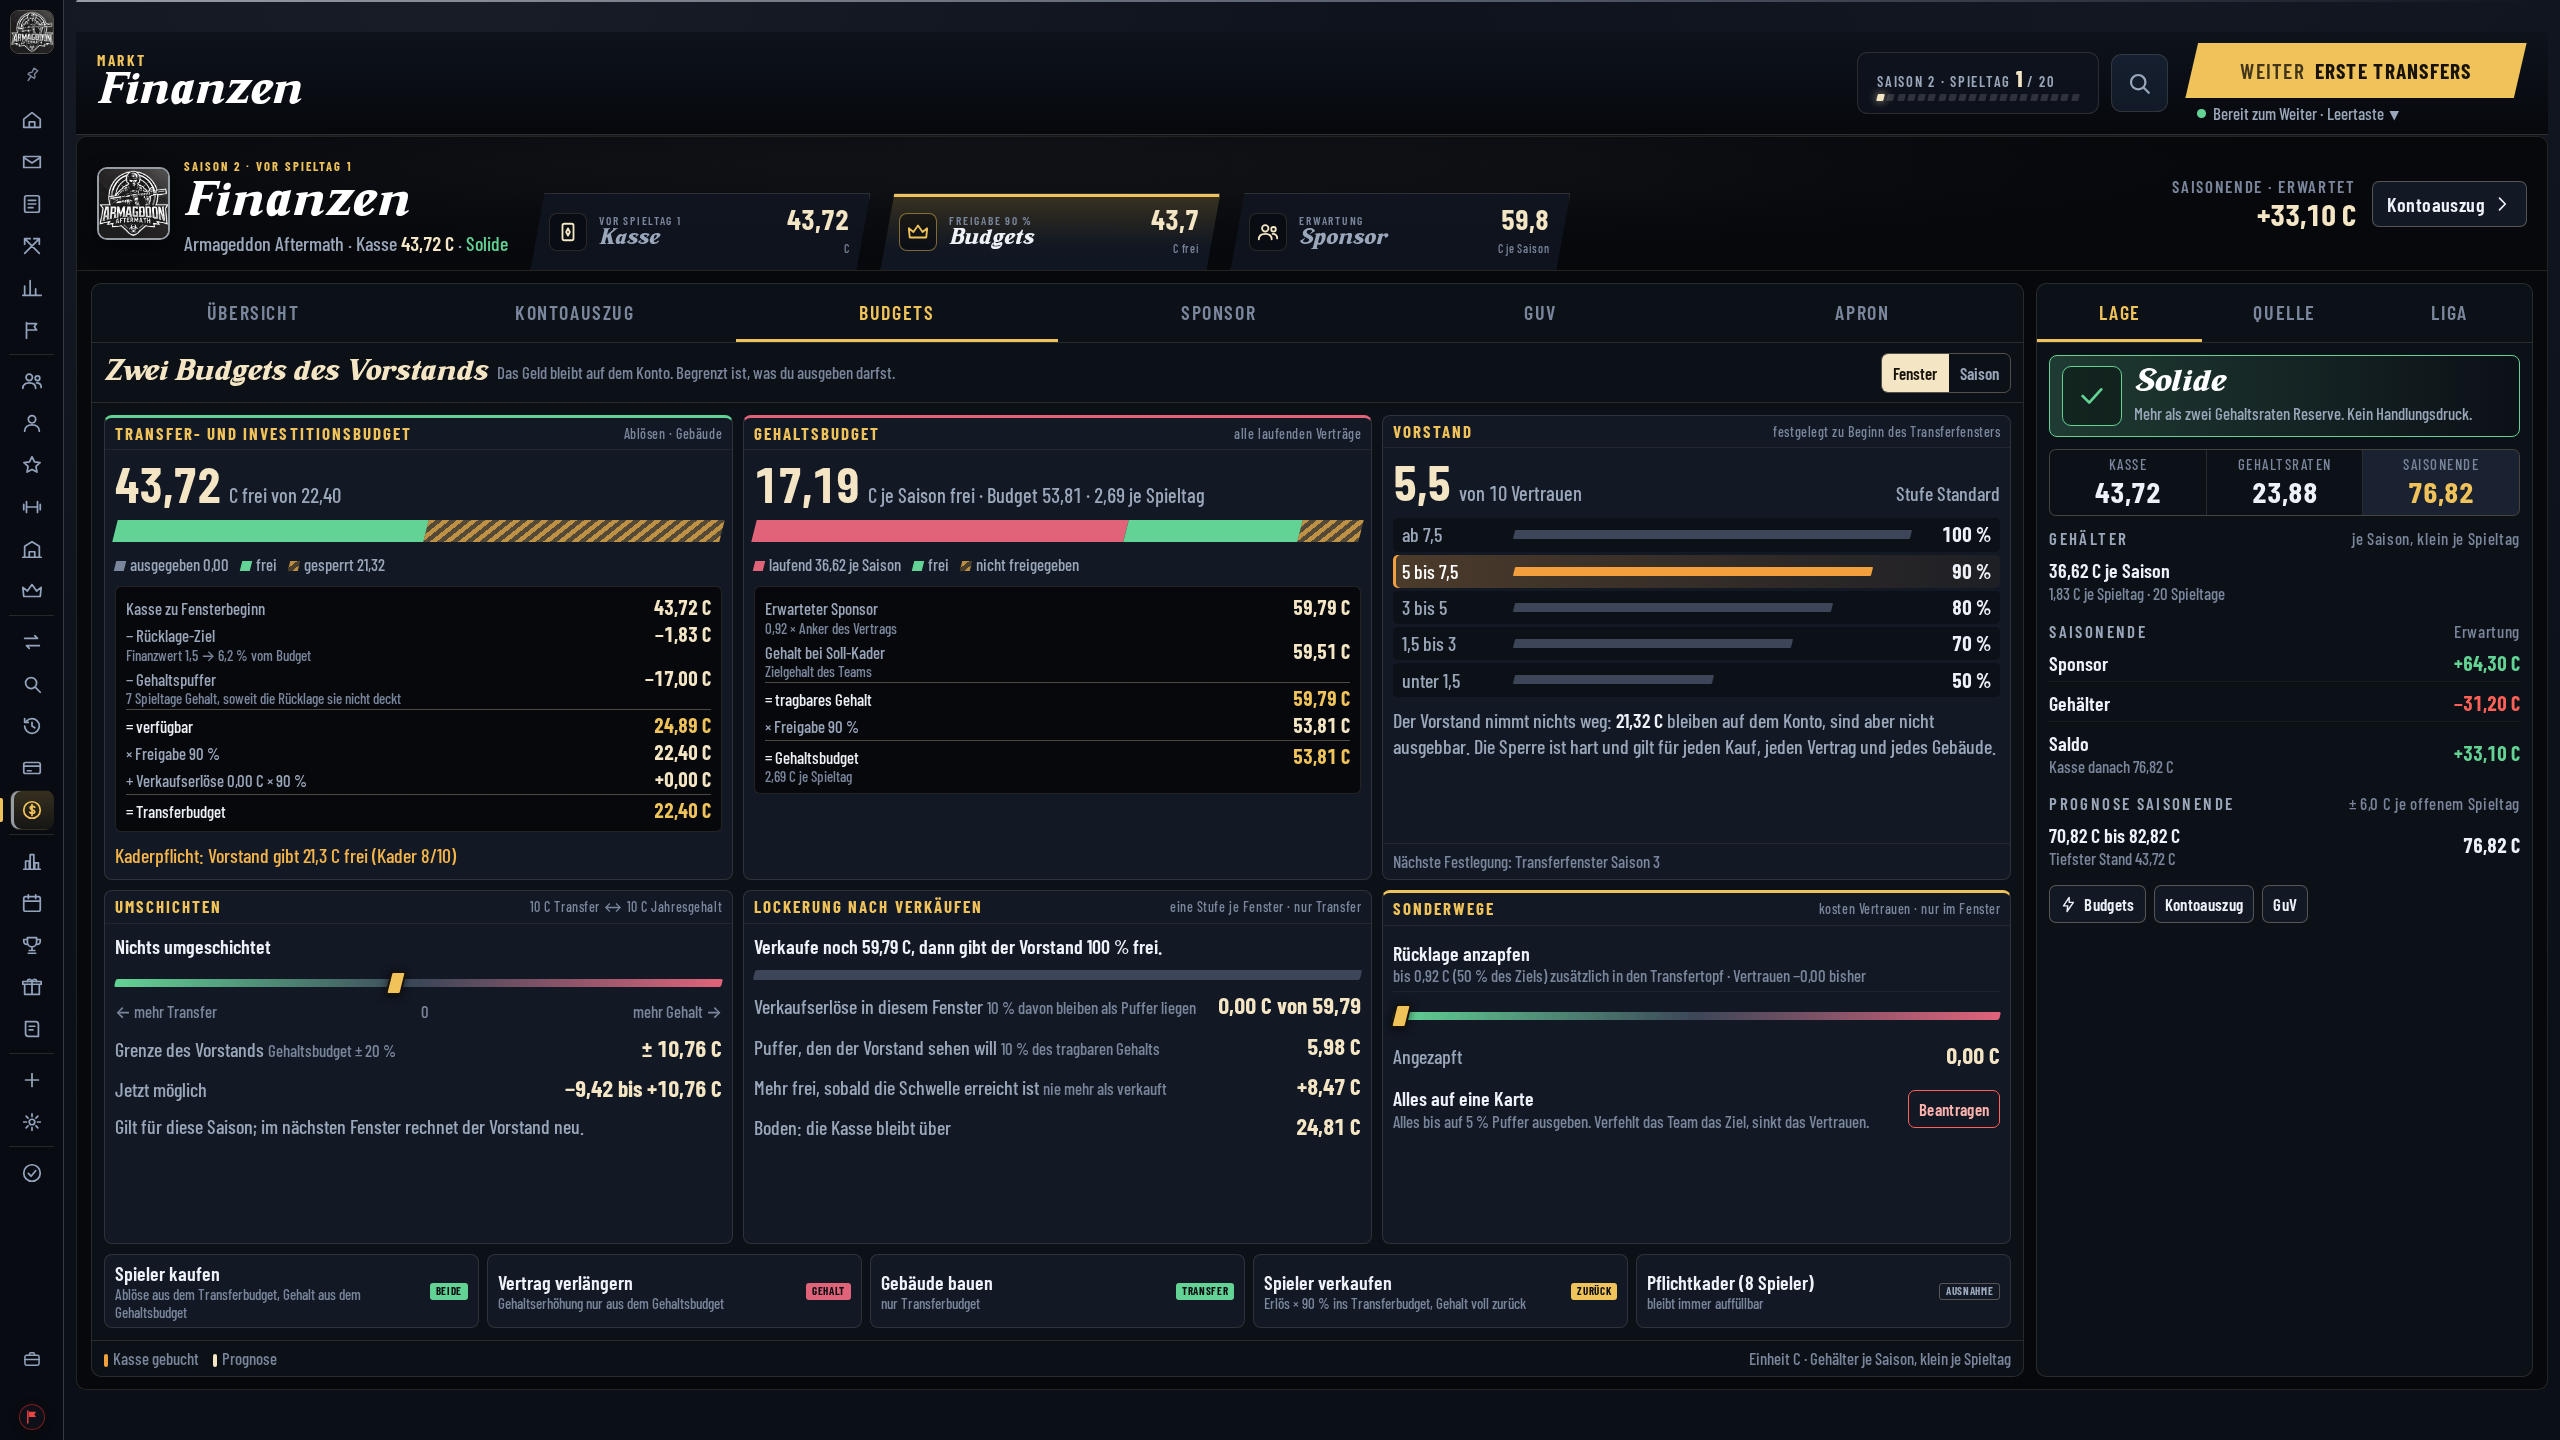 MARKT
Finanzen
SAISON 2 · SPIELTAG 1 / 20
WEITER ERSTE TRANSFERS
Bereit zum Weiter · Leertaste ▼
ARMAGEDDON
AFTERMATH
SAISON 2 · VOR SPIELTAG 1
Finanzen
Armageddon Aftermath · Kasse 43,72 C · Solide
VOR SPIELTAG 1
Kasse
43,72
C
FREIGABE 90 %
Budgets
43,7
C frei
ERWARTUNG
Sponsor
59,8
C je Saison
SAISONENDE · ERWARTET
+33,10 C
Kontoauszug
ÜBERSICHT
KONTOAUSZUG
BUDGETS
SPONSOR
GUV
APRON
Zwei Budgets des Vorstands Das Geld bleibt auf dem Konto. Begrenzt ist, was du ausgeben darfst.
Fenster Saison
TRANSFER- UND INVESTITIONSBUDGET Ablösen · Gebäude
43,72 C frei von 22,40
ausgegeben 0,00 frei gesperrt 21,32
Kasse zu Fensterbeginn 43,72 C
− Rücklage-Ziel −1,83 C
Finanzwert 1,5 → 6,2 % vom Budget
− Gehaltspuffer −17,00 C
7 Spieltage Gehalt, soweit die Rücklage sie nicht deckt
= verfügbar 24,89 C
× Freigabe 90 % 22,40 C
+ Verkaufserlöse 0,00 C × 90 % +0,00 C
= Transferbudget 22,40 C
Kaderpflicht: Vorstand gibt 21,3 C frei (Kader 8/10)
GEHALTSBUDGET alle laufenden Verträge
17,19 C je Saison frei · Budget 53,81 · 2,69 je Spieltag
laufend 36,62 je Saison frei nicht freigegeben
Erwarteter Sponsor 59,79 C
0,92 × Anker des Vertrags
Gehalt bei Soll-Kader 59,51 C
Zielgehalt des Teams
= tragbares Gehalt 59,79 C
× Freigabe 90 % 53,81 C
= Gehaltsbudget 53,81 C
2,69 C je Spieltag
VORSTAND festgelegt zu Beginn des Transferfensters
5,5 von 10 Vertrauen Stufe Standard
ab 7,5 100 %
5 bis 7,5 90 %
3 bis 5 80 %
1,5 bis 3 70 %
unter 1,5 50 %
Der Vorstand nimmt nichts weg: 21,32 C bleiben auf dem Konto, sind aber nicht
ausgebbar. Die Sperre ist hart und gilt für jeden Kauf, jeden Vertrag und jedes Gebäude.
Nächste Festlegung: Transferfenster Saison 3
UMSCHICHTEN 10 C Transfer ↔ 10 C Jahresgehalt
Nichts umgeschichtet
← mehr Transfer 0 mehr Gehalt →
Grenze des Vorstands Gehaltsbudget ± 20 % ± 10,76 C
Jetzt möglich −9,42 bis +10,76 C
Gilt für diese Saison; im nächsten Fenster rechnet der Vorstand neu.
LOCKERUNG NACH VERKÄUFEN eine Stufe je Fenster · nur Transfer
Verkaufe noch 59,79 C, dann gibt der Vorstand 100 % frei.
Verkaufserlöse in diesem Fenster 10 % davon bleiben als Puffer liegen 0,00 C von 59,79
Puffer, den der Vorstand sehen will 10 % des tragbaren Gehalts 5,98 C
Mehr frei, sobald die Schwelle erreicht ist nie mehr als verkauft +8,47 C
Boden: die Kasse bleibt über 24,81 C
SONDERWEGE kosten Vertrauen · nur im Fenster
Rücklage anzapfen
bis 0,92 C (50 % des Ziels) zusätzlich in den Transfertopf · Vertrauen −0,00 bisher
Angezapft 0,00 C
Alles auf eine Karte
Alles bis auf 5 % Puffer ausgeben. Verfehlt das Team das Ziel, sinkt das Vertrauen.
Beantragen
Spieler kaufen
Ablöse aus dem Transferbudget, Gehalt aus dem
Gehaltsbudget
BEIDE
Vertrag verlängern
Gehaltserhöhung nur aus dem Gehaltsbudget
GEHALT
Gebäude bauen
nur Transferbudget
TRANSFER
Spieler verkaufen
Erlös × 90 % ins Transferbudget, Gehalt voll zurück
ZURÜCK
Pflichtkader (8 Spieler)
bleibt immer auffüllbar
AUSNAHME
Kasse gebucht Prognose
Einheit C · Gehälter je Saison, klein je Spieltag
LAGE
QUELLE
LIGA
Solide
Mehr als zwei Gehaltsraten Reserve. Kein Handlungsdruck.
KASSE
43,72
GEHALTSRATEN
23,88
SAISONENDE
76,82
GEHÄLTER je Saison, klein je Spieltag
36,62 C je Saison
1,83 C je Spieltag · 20 Spieltage
SAISONENDE Erwartung
Sponsor +64,30 C
Gehälter −31,20 C
Saldo +33,10 C
Kasse danach 76,82 C
PROGNOSE SAISONENDE ± 6,0 C je offenem Spieltag
70,82 C bis 82,82 C 76,82 C
Tiefster Stand 43,72 C
Budgets Kontoauszug GuV